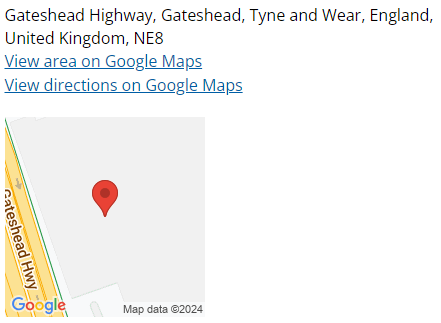 Gateshead Highway, Gateshead, Tyne and Wear, England,
United Kingdom, NE8
View area on Google Maps
View directions on Google Maps
Gateshead Hwy
Google
Map data ©2024